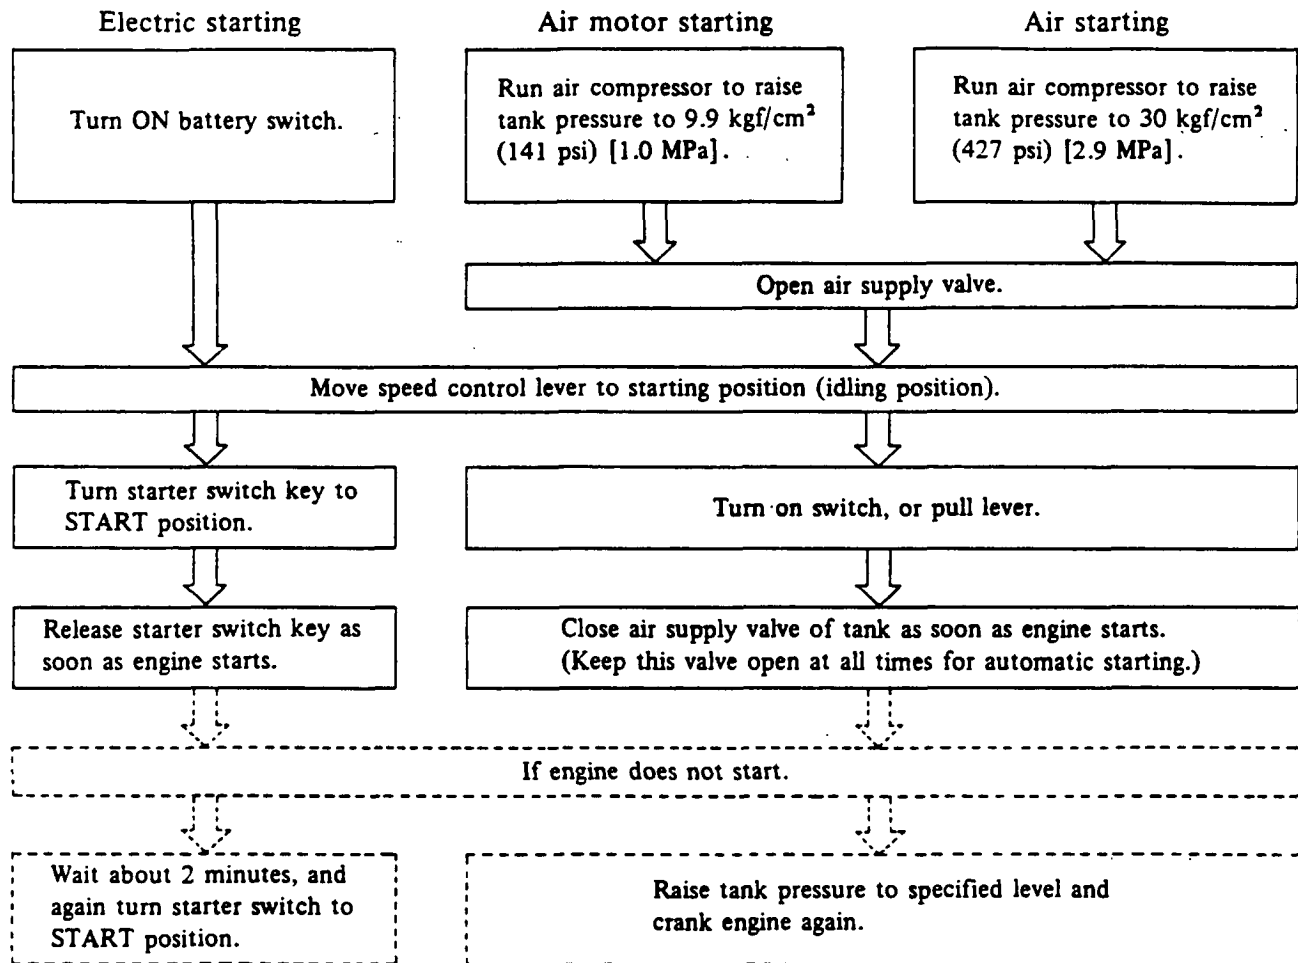 Electric starting
Air motor starting
Air starting
Turn ON battery switch.
Run air compressor to raise
tank pressure to 9.9 kgf/cm²
(141 psi) [1.0 MPa].
Run air compressor to raise
tank pressure to 30 kgf/cm²
(427 psi) [2.9 MPa].
Open air supply valve.
Move speed control lever to starting position (idling position).
Turn starter switch key to
START position.
Turn on switch, or pull lever.
Release starter switch key as
soon as engine starts.
Close air supply valve of tank as soon as engine starts.
(Keep this valve open at all times for automatic starting.)
If engine does not start.
Wait about 2 minutes, and
again turn starter switch to
START position.
Raise tank pressure to specified level and
crank engine again.